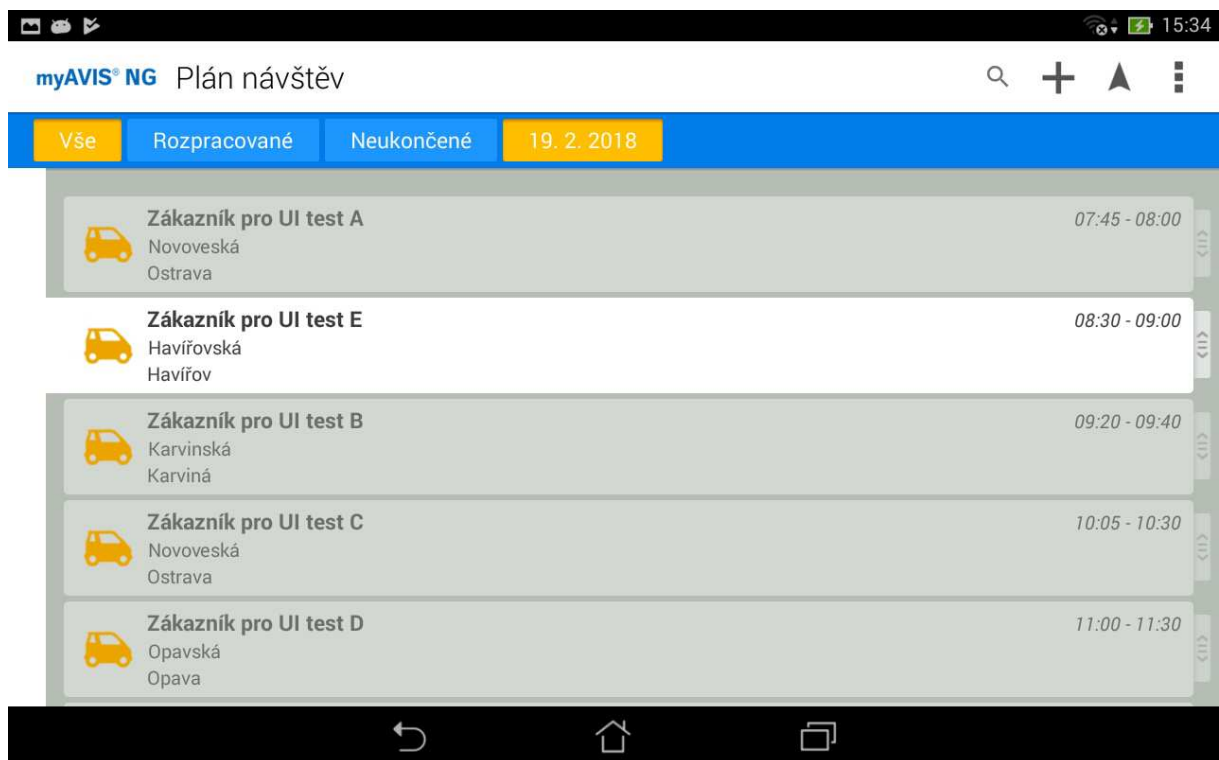 15:34
myAVIS® NG Plán návštěv
Vše Rozpracované Neukončené 19. 2. 2018
Zákazník pro UI test A 07:45 - 08:00
Novoveská
Ostrava
Zákazník pro UI test E 08:30 - 09:00
Havířovská
Havířov
Zákazník pro UI test B 09:20 - 09:40
Karvinská
Karviná
Zákazník pro UI test C 10:05 - 10:30
Novoveská
Ostrava
Zákazník pro UI test D 11:00 - 11:30
Opavská
Opava